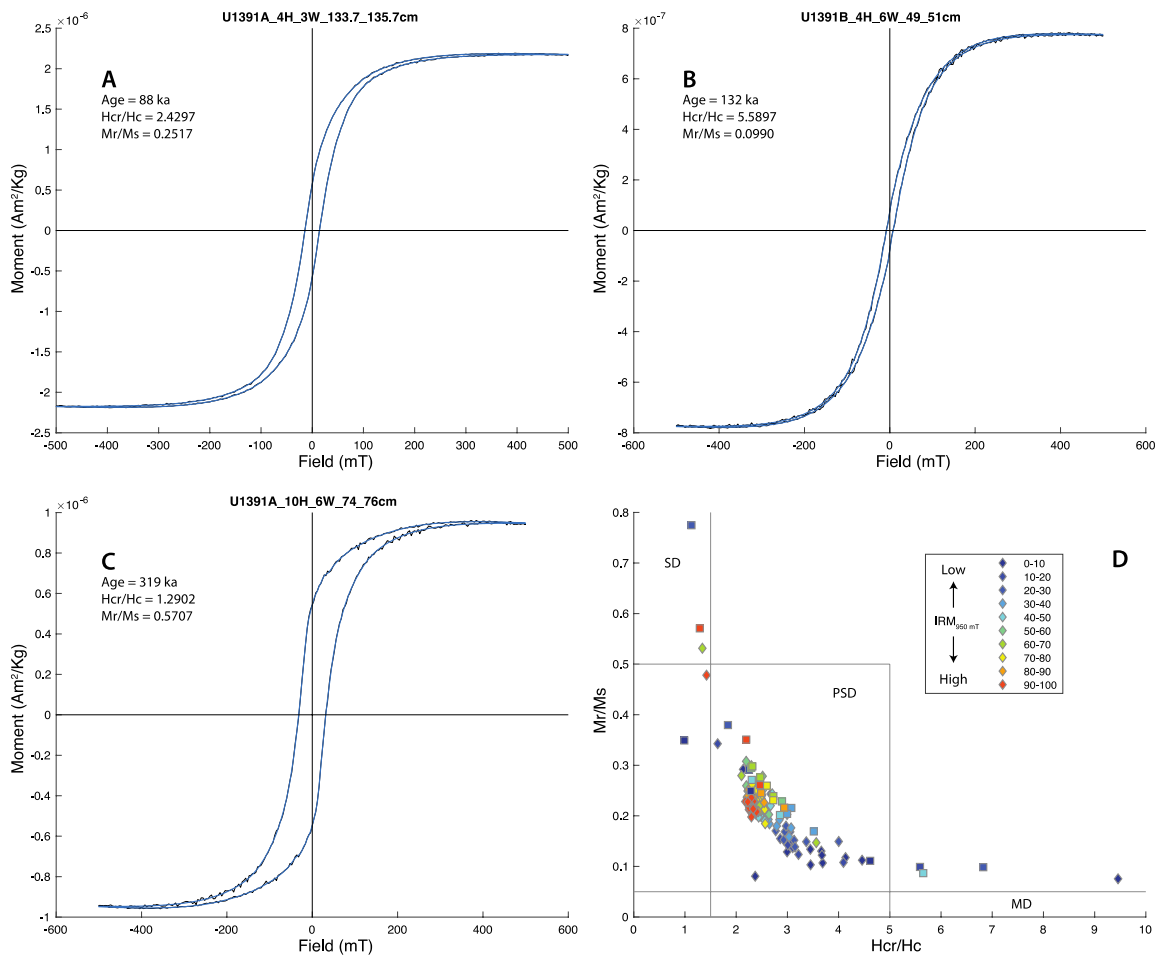 U1391A_4H_3W_133.7_135.7cm
×10⁻⁶
2.5
2
1.5
1
0.5
0
-0.5
-1
-1.5
-2
-2.5
Moment (Am²/Kg)
A
Age = 88 ka
Hcr/Hc = 2.4297
Mr/Ms = 0.2517
-500 -400 -300 -200 -100 0 100 200 300 400 500
Field (mT)
U1391B_4H_6W_49_51cm
×10⁻⁷
8
6
4
2
0
-2
-4
-6
-8
Moment (Am²/Kg)
B
Age = 132 ka
Hcr/Hc = 5.5897
Mr/Ms = 0.0990
-600 -400 -200 0 200 400 600
Field (mT)
U1391A_10H_6W_74_76cm
×10⁻⁶
1
0.8
0.6
0.4
0.2
0
-0.2
-0.4
-0.6
-0.8
-1
Moment (Am²/Kg)
C
Age = 319 ka
Hcr/Hc = 1.2902
Mr/Ms = 0.5707
-600 -400 -200 0 200 400 600
Field (mT)
0.8
0.7
0.6
0.5
0.4
0.3
0.2
0.1
0
Mr/Ms
SD
PSD
MD
D
Low
IRM₉₅₀ ₘT
High
0-10
10-20
20-30
30-40
40-50
50-60
60-70
70-80
80-90
90-100
0 1 2 3 4 5 6 7 8 9 10
Hcr/Hc